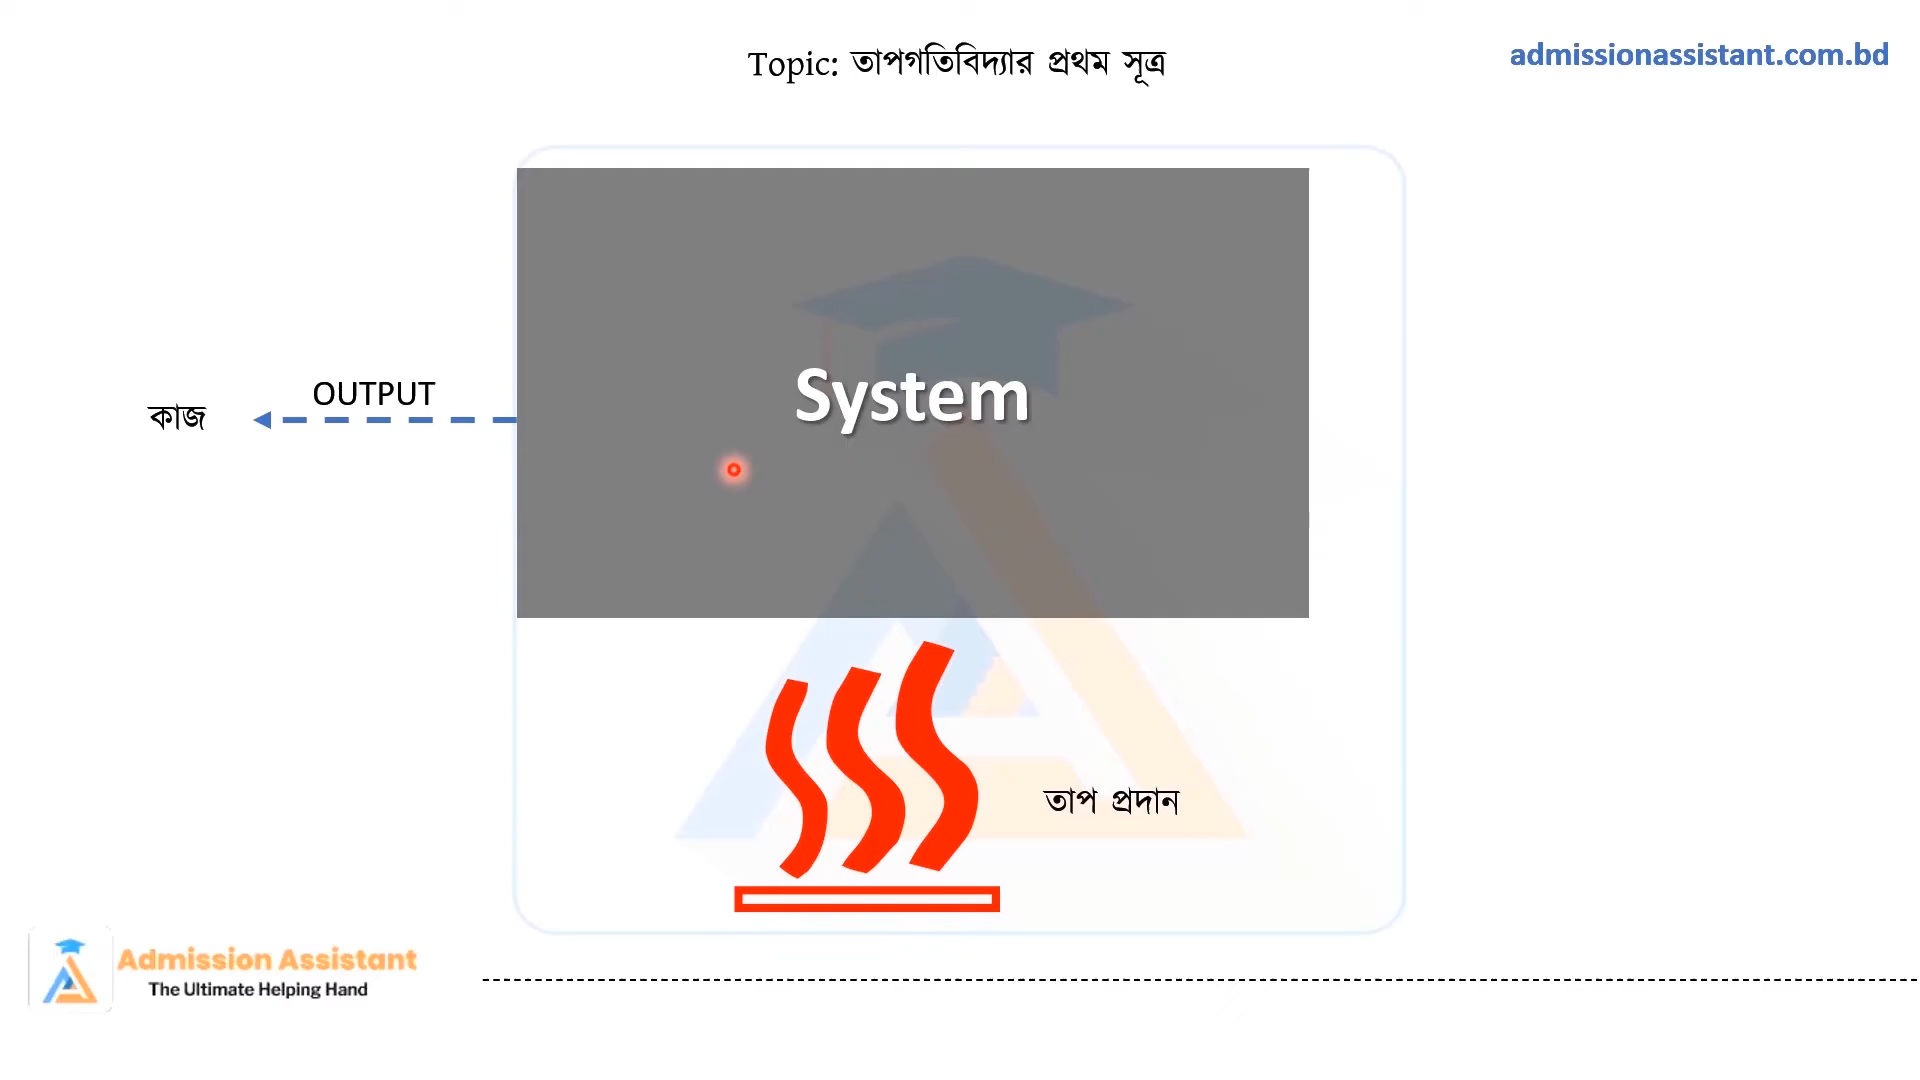 Topic: তাপগতিবিদ্যার প্রথম সূত্র
admissionassistant.com.bd
System
OUTPUT
কাজ
তাপ প্রদান
Admission Assistant
The Ultimate Helping Hand